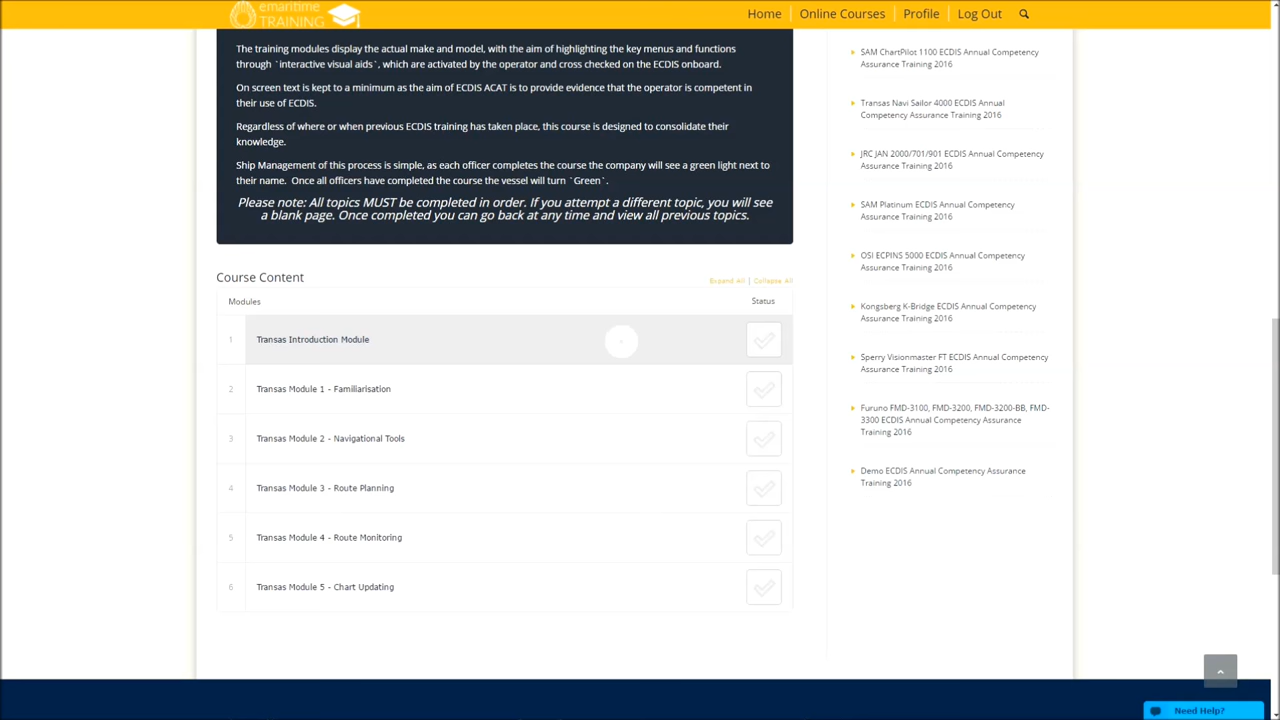 emaritime
TRAINING
Home
Online Courses
Profile
Log Out
The training modules display the actual make and model, with the aim of highlighting the key menus and functions
through `interactive visual aids`, which are activated by the operator and cross checked on the ECDIS onboard.
On screen text is kept to a minimum as the aim of ECDIS ACAT is to provide evidence that the operator is competent in
their use of ECDIS.
Regardless of where or when previous ECDIS training has taken place, this course is designed to consolidate their
knowledge.
Ship Management of this process is simple, as each officer completes the course the company will see a green light next to
their name.  Once all officers have completed the course the vessel will turn `Green`.
Please note: All topics MUST be completed in order. If you attempt a different topic, you will see
a blank page. Once completed you can go back at any time and view all previous topics.
Course Content
Expand All | Collapse All
Modules
Status
1
Transas Introduction Module
2
Transas Module 1 - Familiarisation
3
Transas Module 2 - Navigational Tools
4
Transas Module 3 - Route Planning
5
Transas Module 4 - Route Monitoring
6
Transas Module 5 - Chart Updating
SAM ChartPilot 1100 ECDIS Annual Competency
Assurance Training 2016
Transas Navi Sailor 4000 ECDIS Annual
Competency Assurance Training 2016
JRC JAN 2000/701/901 ECDIS Annual Competency
Assurance Training 2016
SAM Platinum ECDIS Annual Competency
Assurance Training 2016
OSI ECPINS 5000 ECDIS Annual Competency
Assurance Training 2016
Kongsberg K-Bridge ECDIS Annual Competency
Assurance Training 2016
Sperry Visionmaster FT ECDIS Annual Competency
Assurance Training 2016
Furuno FMD-3100, FMD-3200, FMD-3200-BB, FMD-
3300 ECDIS Annual Competency Assurance
Training 2016
Demo ECDIS Annual Competency Assurance
Training 2016
Need Help?